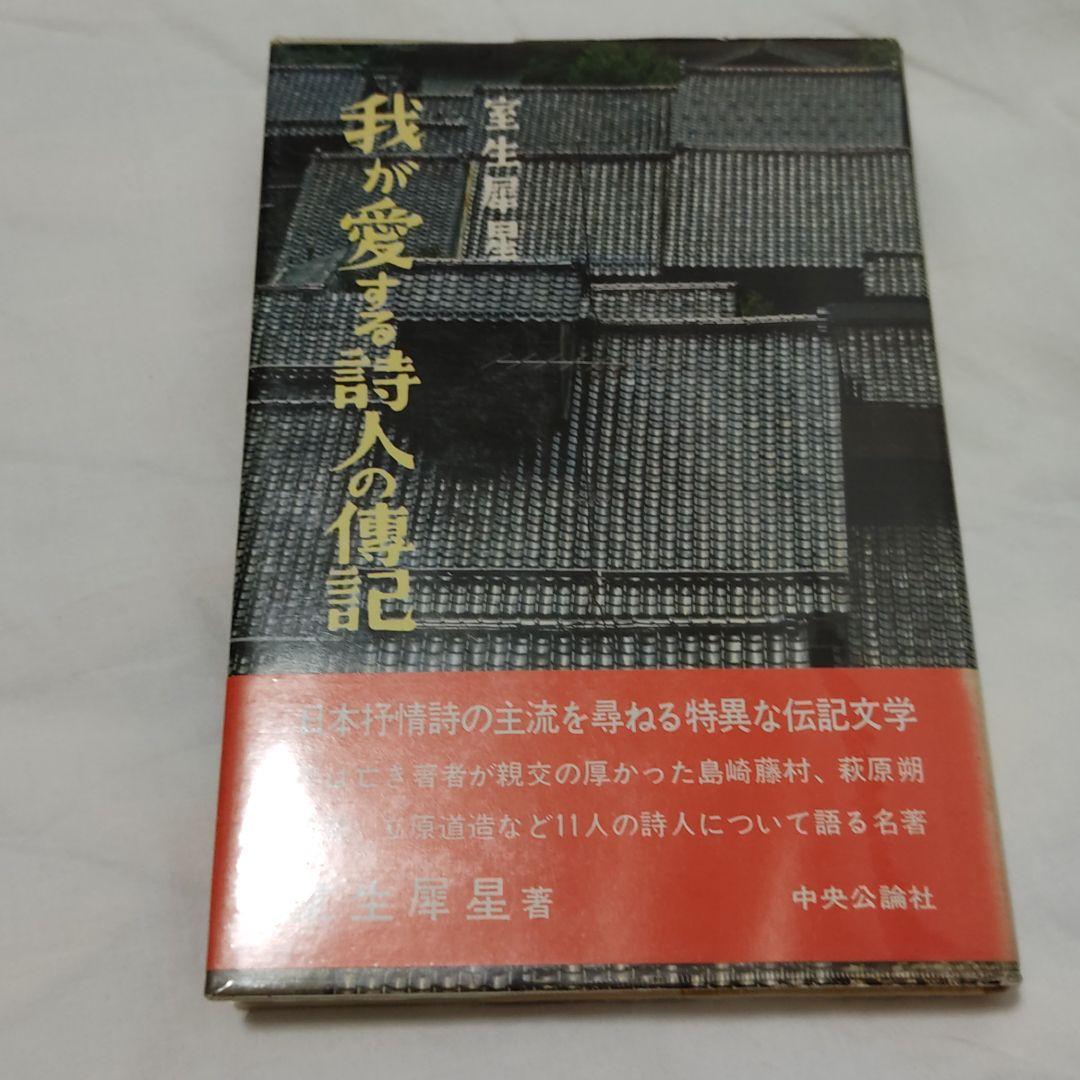 我が愛する詩人の傳記
室生犀星
日本抒情詩の主流を尋ねる特異な伝記文学
は亡き著者が親交の厚かった島崎藤村、萩原朔
、立原道造など11人の詩人について語る名著
室生犀星著
中央公論社